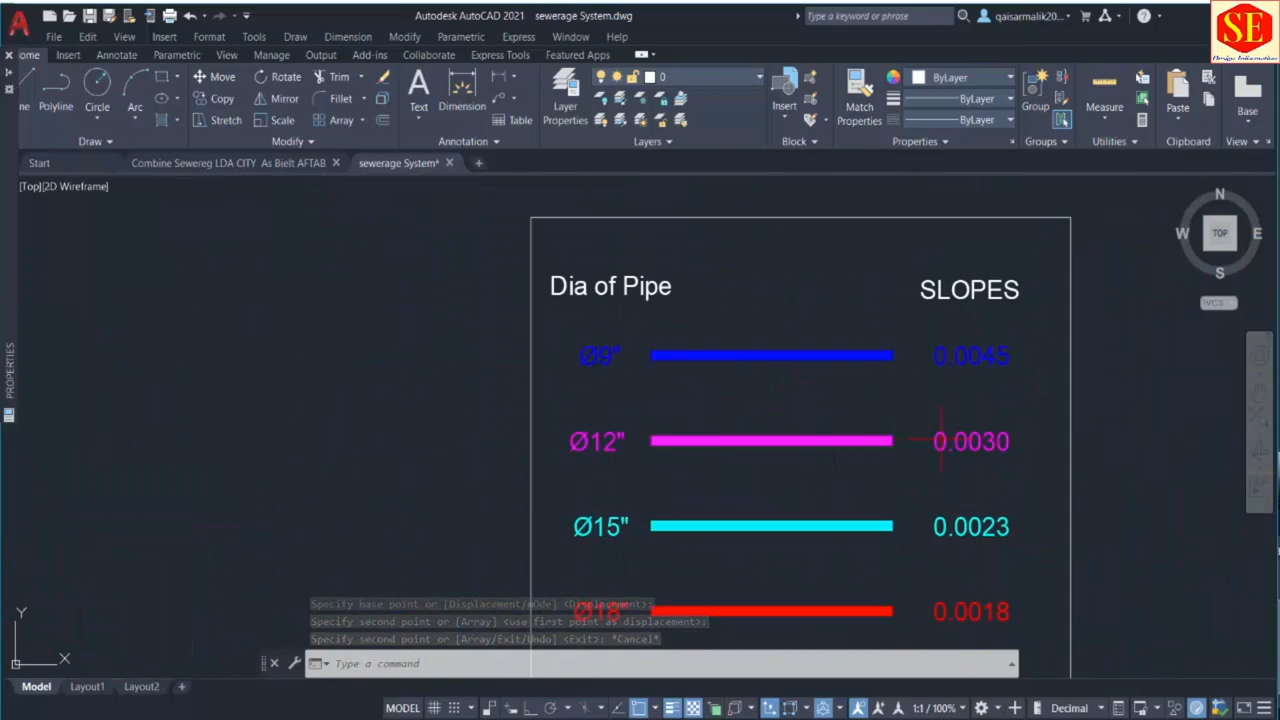 Autodesk AutoCAD 2021 sewerage System.dwg
Type a keyword or phrase
qaisarmalik20...
SE
Design Information
File Edit View Insert Format Tools Draw Dimension Modify Parametric Express Window Help
ome Insert Annotate Parametric View Manage Output Add-ins Collaborate Express Tools Featured Apps
Move Rotate Trim
0
ByLayer
ne Polyline Circle Arc
Copy Mirror Fillet
Text Dimension
Layer Properties
Insert
Match Properties
ByLayer
Group Measure Paste Base
Stretch Scale Array
Table
ByLayer
Draw Modify Annotation Layers Block Properties Groups Utilities Clipboard View
Start Combine Sewereg LDA CITY As Bielt AFTAB sewerage System*
[Top][2D Wireframe]
N
W TOP E
S
Dia of Pipe SLOPES
Ø9" 0.0045
PROPERTIES
Ø12" 0.0030
Ø15" 0.0023
Ø18" 0.0018
Specify base point or [Displacement/mOde] <Displacement>:
Specify second point or [Array] <use first point as displacement>:
Specify second point or [Array/Exit/Undo] <Exit>: *Cancel*
Y
X
Type a command
Model Layout1 Layout2
MODEL 1:1 / 100% Decimal